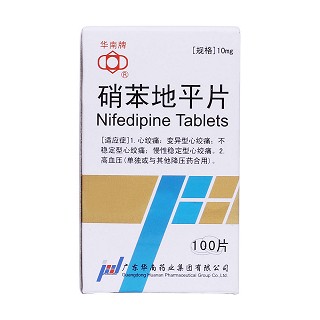 华南牌
®
[规格]10mg
硝苯地平片
Nifedipine Tablets
[适应症]1.心绞痛:变异型心绞痛;不
稳定型心绞痛;慢性稳定型心绞痛。2.
高血压(单独或与其他降压药合用)。
100片
广东华南药业集团有限公司
Guangdong Huanan Pharmaceutical Group Co., Ltd.